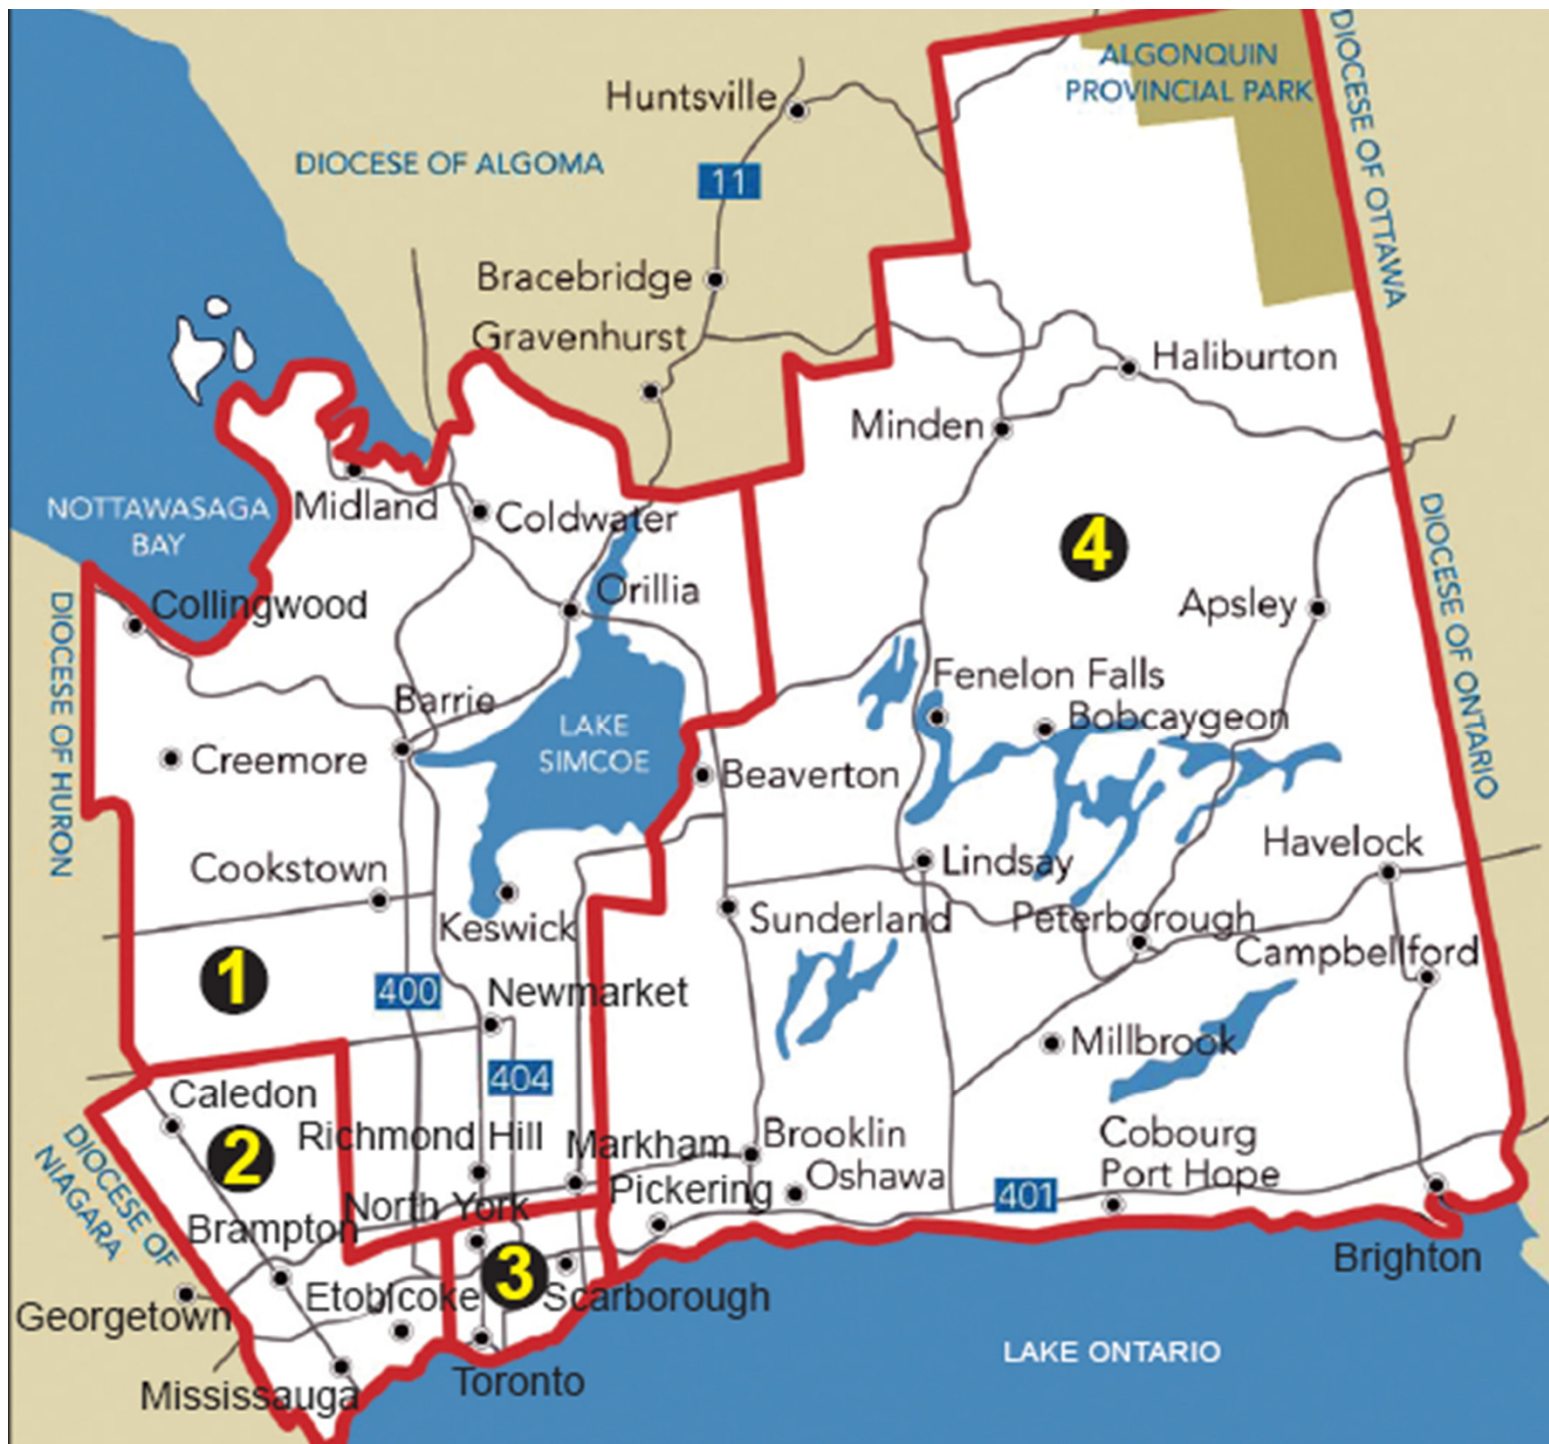 ALGONQUIN
PROVINCIAL PARK
DIOCESE OF OTTAWA
Huntsville
DIOCESE OF ALGOMA
11
Bracebridge
Gravenhurst
Haliburton
Minden
NOTTAWASAGA
BAY
Midland
Coldwater
4
DIOCESE OF ONTARIO
Orillia
Collingwood
Apsley
DIOCESE OF HURON
Fenelon Falls
Barrie
Bobcaygeon
LAKE
SIMCOE
Creemore
Beaverton
Cookstown
Havelock
Lindsay
Keswick
Sunderland
Peterborough
Campbellford
1
400
Newmarket
Millbrook
404
Caledon
2
Richmond Hill
Markham
Brooklin
Cobourg
Port Hope
DIOCESE OF
NIAGARA
North York
Pickering
Oshawa
401
Brampton
3
Brighton
Etobicoke
Scarborough
Georgetown
LAKE ONTARIO
Mississauga
Toronto